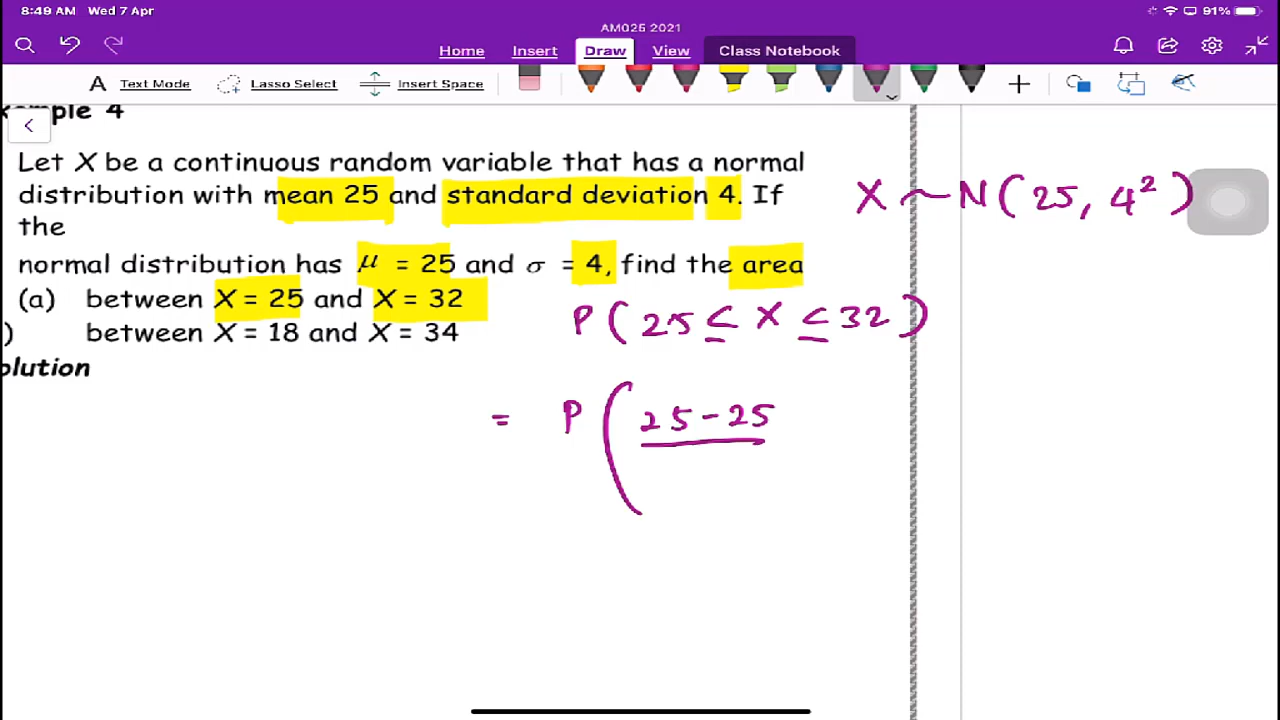 8:49 AM Wed 7 Apr
91%
AM025 2021
Home Insert Draw View Class Notebook
Text Mode Lasso Select Insert Space
xample 4
Let X be a continuous random variable that has a normal
distribution with mean 25 and standard deviation 4. If
the
normal distribution has μ = 25 and σ = 4, find the area
(a) between X = 25 and X = 32
) between X = 18 and X = 34
olution
X ~ N(25, 4²)
P(25 ≤ X ≤ 32)
= P( 25-25